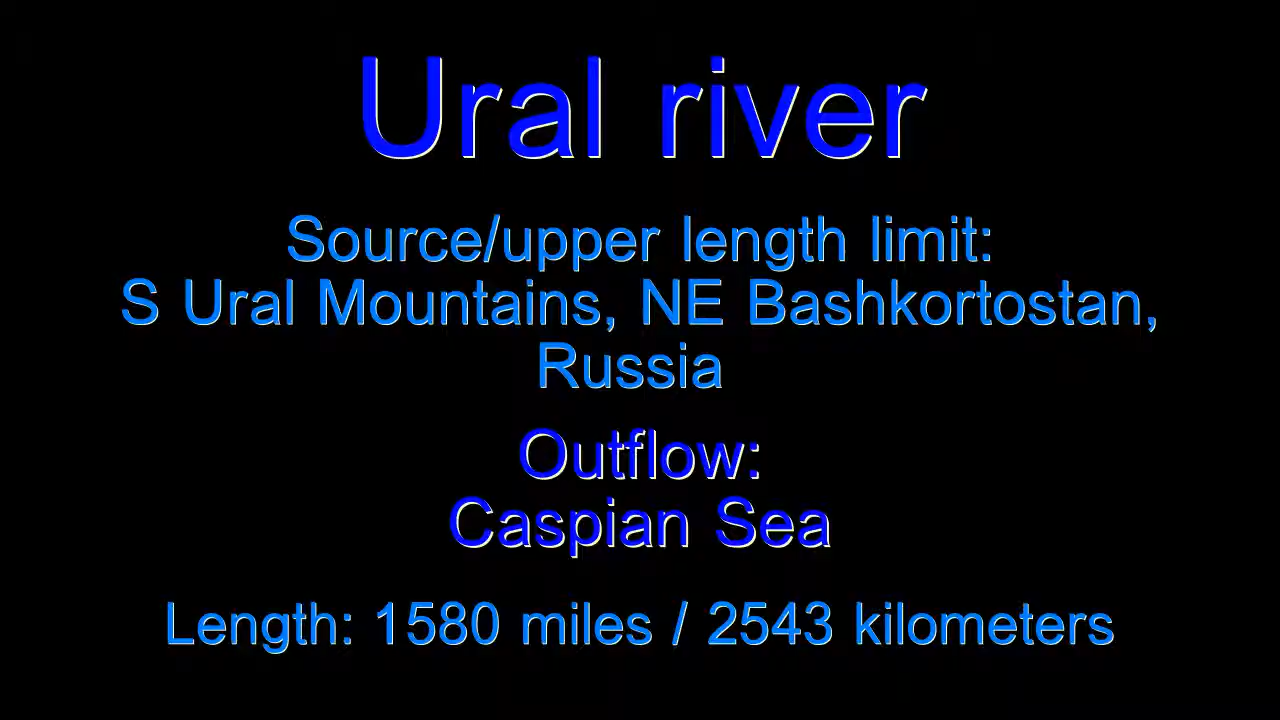 Ural river
Source/upper length limit:
S Ural Mountains, NE Bashkortostan,
Russia
Outflow:
Caspian Sea
Length: 1580 miles / 2543 kilometers